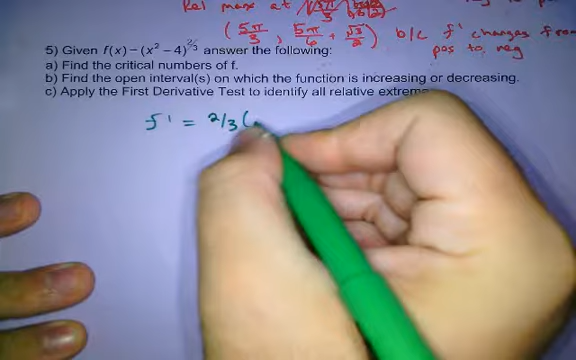 Rel max at
(5π/3, 5π/6 + √3/2) b/c f' changes from
pos to neg
5) Given f(x) – (x² – 4)^2/3 answer the following:
a) Find the critical numbers of f.
b) Find the open interval(s) on which the function is increasing or decreasing.
c) Apply the First Derivative Test to identify all relative
f' = 2/3 (